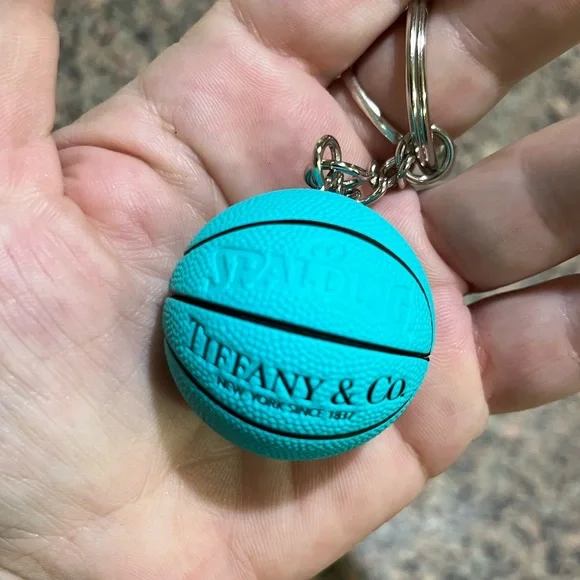 SPALDING
TIFFANY & CO.
NEW YORK SINCE 1837